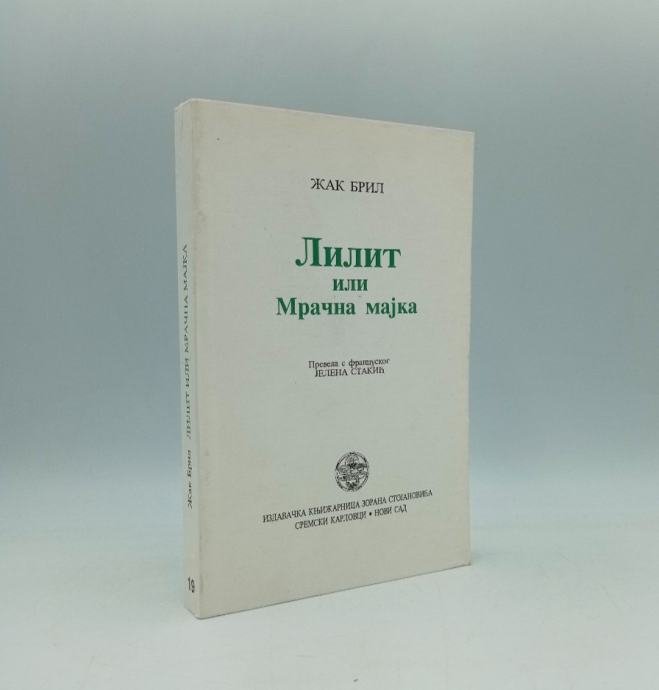 ЖАК БРИЛ
Лилит
или
Мрачна мајка
Превела с француског
ЈЕЛЕНА СТАКИЋ
ИЗДАВАЧКА КЊИЖАРНИЦА ЗОРАНА СТОЈАНОВИЋА
СРЕМСКИ КАРЛОВЦИ • НОВИ САД
Жак Брил ЛИЛИТ ИЛИ МРАЧНА МАЈКА
19